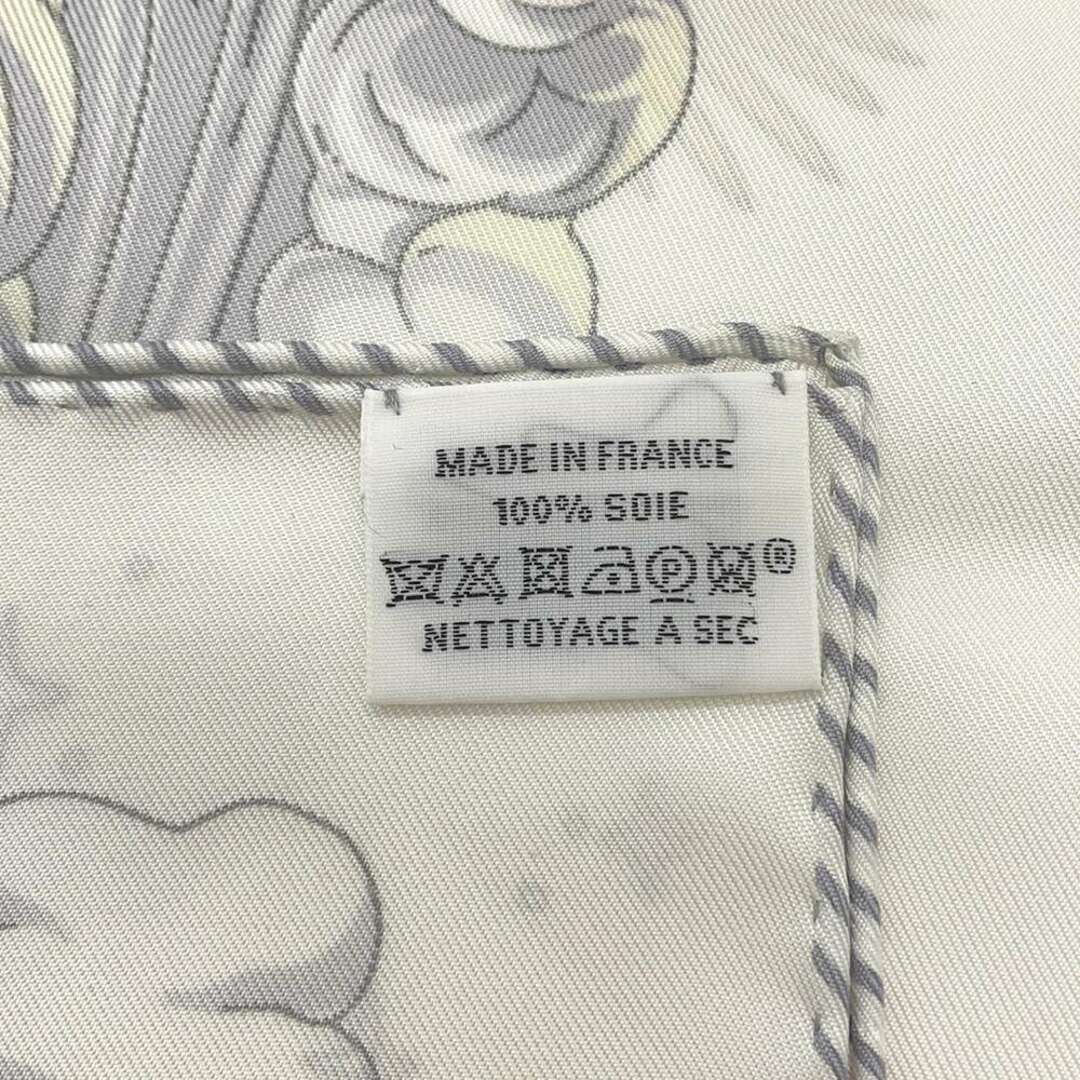 MADE IN FRANCE
100% SOIE
P W ®
NETTOYAGE A SEC